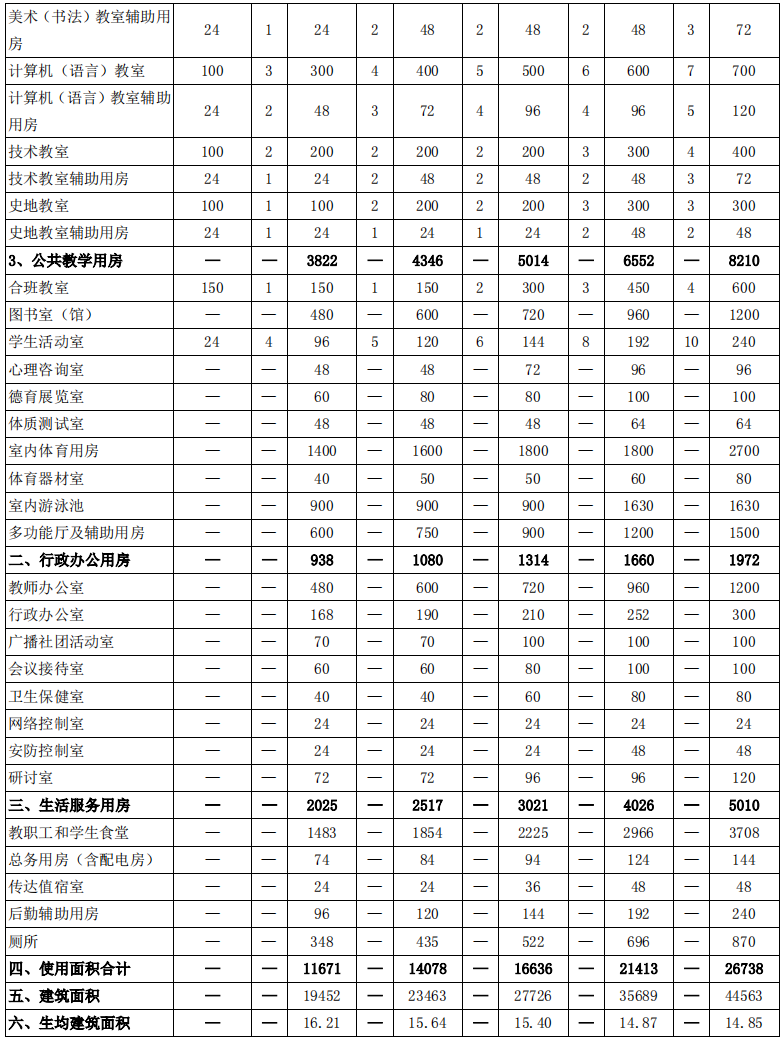 美术（书法）教室辅助用房 24 1 24 2 48 2 48 2 48 3 72
计算机（语言）教室 100 3 300 4 400 5 500 6 600 7 700
计算机（语言）教室辅助用房 24 2 48 3 72 4 96 4 96 5 120
技术教室 100 2 200 2 200 2 200 3 300 4 400
技术教室辅助用房 24 1 24 2 48 2 48 2 48 3 72
史地教室 100 1 100 2 200 2 200 3 300 3 300
史地教室辅助用房 24 1 24 1 24 1 24 2 48 2 48
3、公共教学用房 — — 3822 — 4346 — 5014 — 6552 — 8210
合班教室 150 1 150 1 150 2 300 3 450 4 600
图书室（馆） — — 480 — 600 — 720 — 960 — 1200
学生活动室 24 4 96 5 120 6 144 8 192 10 240
心理咨询室 — — 48 — 48 — 72 — 96 — 96
德育展览室 — — 60 — 80 — 80 — 100 — 100
体质测试室 — — 48 — 48 — 48 — 64 — 64
室内体育用房 — — 1400 — 1600 — 1800 — 1800 — 2700
体育器材室 — — 40 — 50 — 50 — 60 — 80
室内游泳池 — — 900 — 900 — 900 — 1630 — 1630
多功能厅及辅助用房 — — 600 — 750 — 900 — 1200 — 1500
二、行政办公用房 — — 938 — 1080 — 1314 — 1660 — 1972
教师办公室 — — 480 — 600 — 720 — 960 — 1200
行政办公室 — — 168 — 190 — 210 — 252 — 300
广播社团活动室 — — 70 — 70 — 100 — 100 — 100
会议接待室 — — 60 — 60 — 80 — 100 — 100
卫生保健室 — — 40 — 40 — 60 — 80 — 80
网络控制室 — — 24 — 24 — 24 — 24 — 24
安防控制室 — — 24 — 24 — 24 — 48 — 48
研讨室 — — 72 — 72 — 96 — 96 — 120
三、生活服务用房 — — 2025 — 2517 — 3021 — 4026 — 5010
教职工和学生食堂 — — 1483 — 1854 — 2225 — 2966 — 3708
总务用房（含配电房） — — 74 — 84 — 94 — 124 — 144
传达值宿室 — — 24 — 24 — 36 — 48 — 48
后勤辅助用房 — — 96 — 120 — 144 — 192 — 240
厕所 — — 348 — 435 — 522 — 696 — 870
四、使用面积合计 — — 11671 — 14078 — 16636 — 21413 — 26738
五、建筑面积 — — 19452 — 23463 — 27726 — 35689 — 44563
六、生均建筑面积 — — 16.21 — 15.64 — 15.40 — 14.87 — 14.85